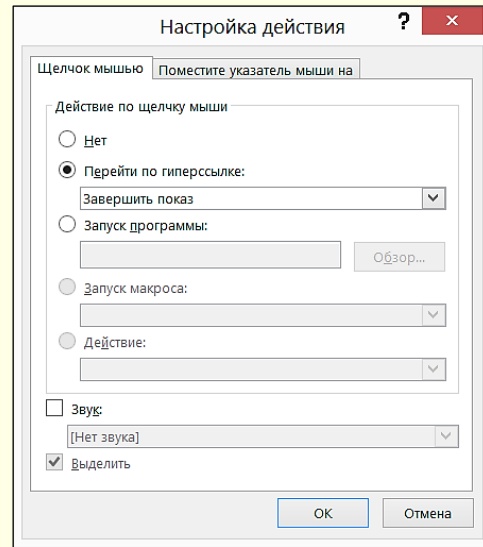 Настройка действия ? ×
Щелчок мышью Поместите указатель мыши на
Действие по щелчку мыши
Нет
Перейти по гиперссылке:
Завершить показ
Запуск программы:
Обзор...
Запуск макроса:
Действие:
Звук:
[Нет звука]
Выделить
ОК Отмена